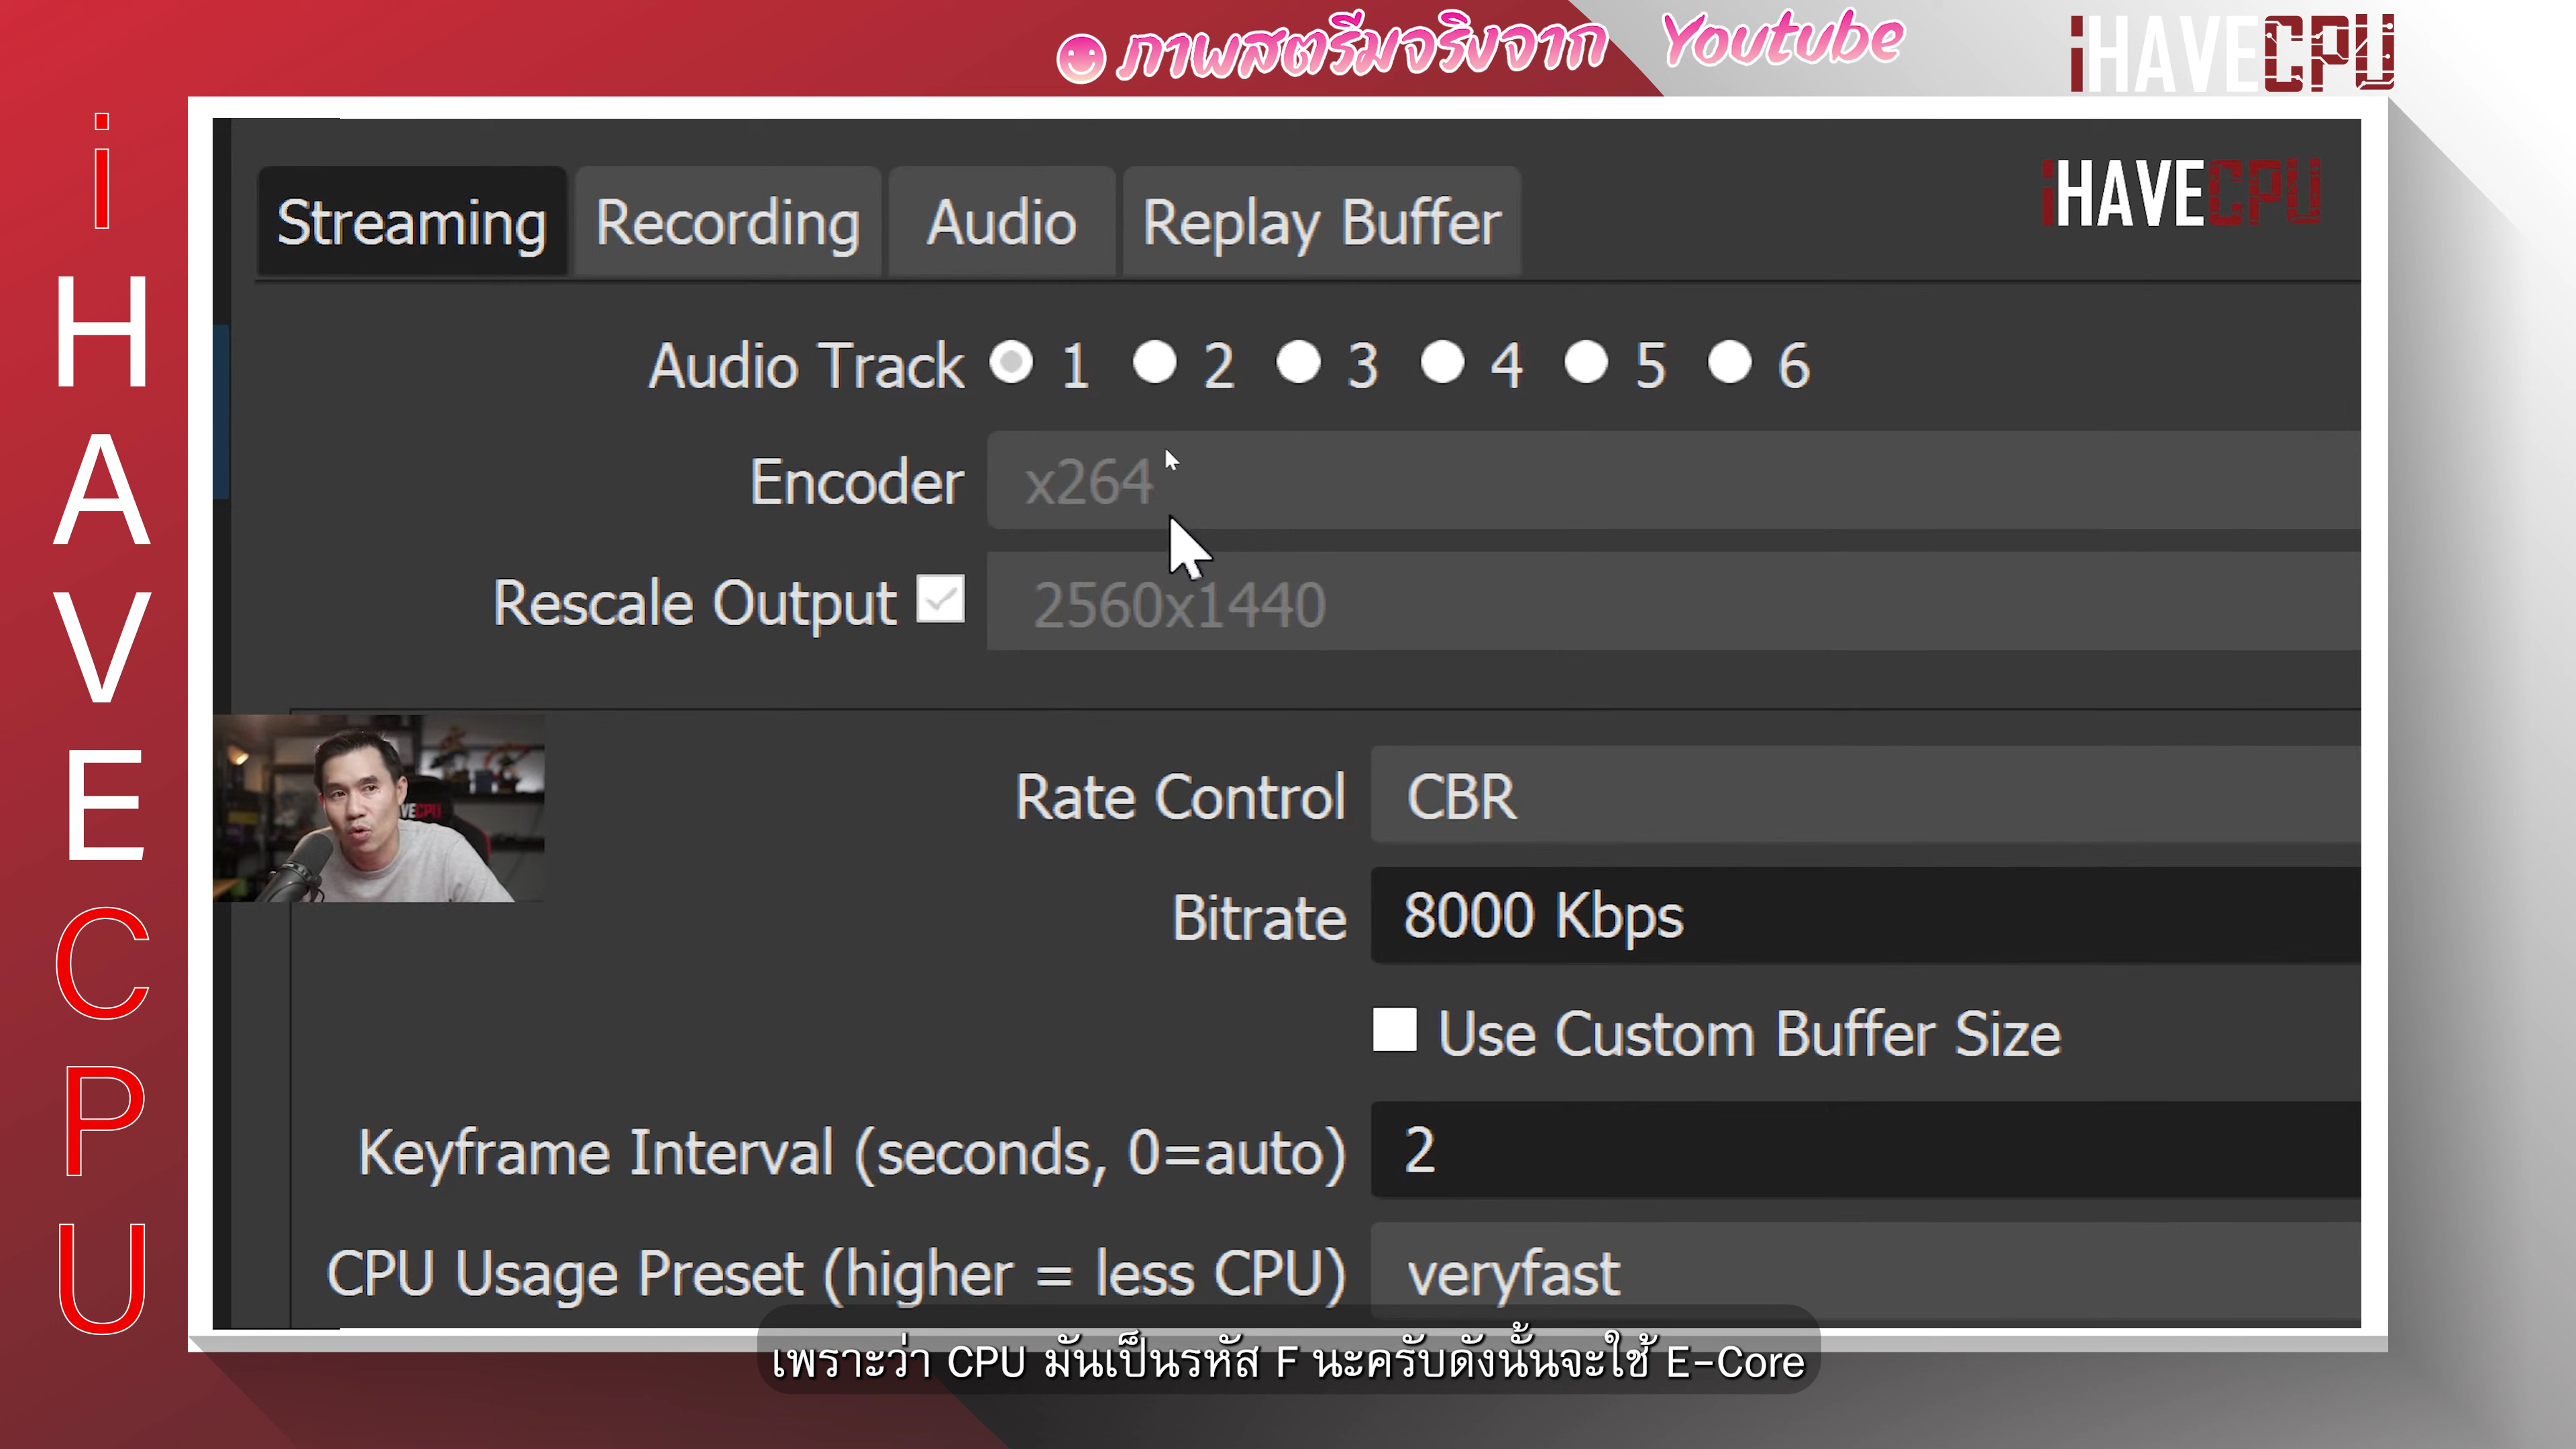 ภาพสตรีมจริงจาก Youtube
iHAVECPU
iHAVECPU
iHAVECPU
Streaming Recording Audio Replay Buffer
Audio Track 1 2 3 4 5 6
Encoder x264
Rescale Output 2560x1440
Rate Control CBR
Bitrate 8000 Kbps
Use Custom Buffer Size
Keyframe Interval (seconds, 0=auto) 2
CPU Usage Preset (higher = less CPU) veryfast
เพราะว่า CPU มันเป็นรหัส F นะครับดังนั้นจะใช้ E-Core